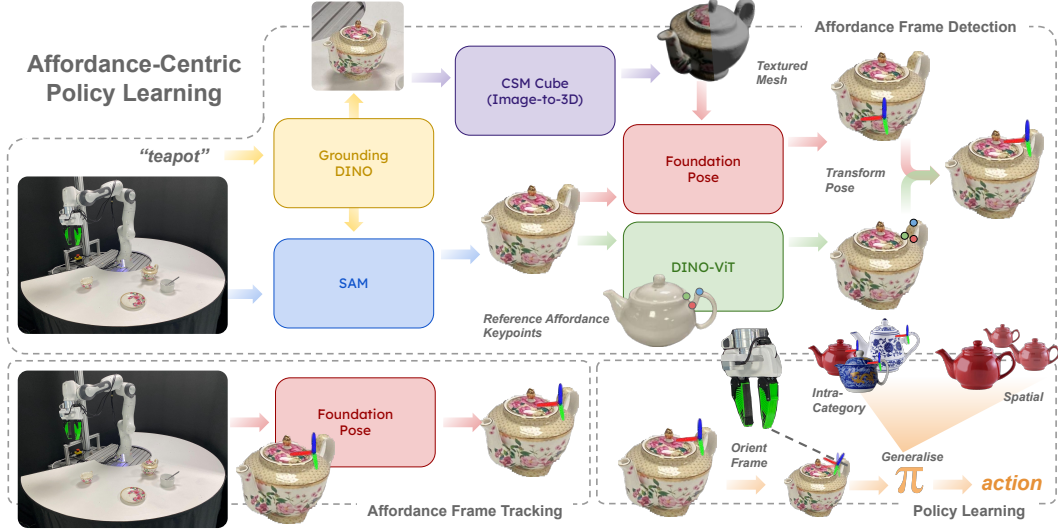 Affordance-Centric
Policy Learning
Affordance Frame Detection
CSM Cube
(Image-to-3D)
Textured
Mesh
"teapot"
Grounding
DINO
Foundation
Pose
Transform
Pose
SAM
DINO-ViT
Reference Affordance
Keypoints
Foundation
Pose
Affordance Frame Tracking
Orient
Frame
Intra-
Category
Spatial
Generalise
π
action
Policy Learning